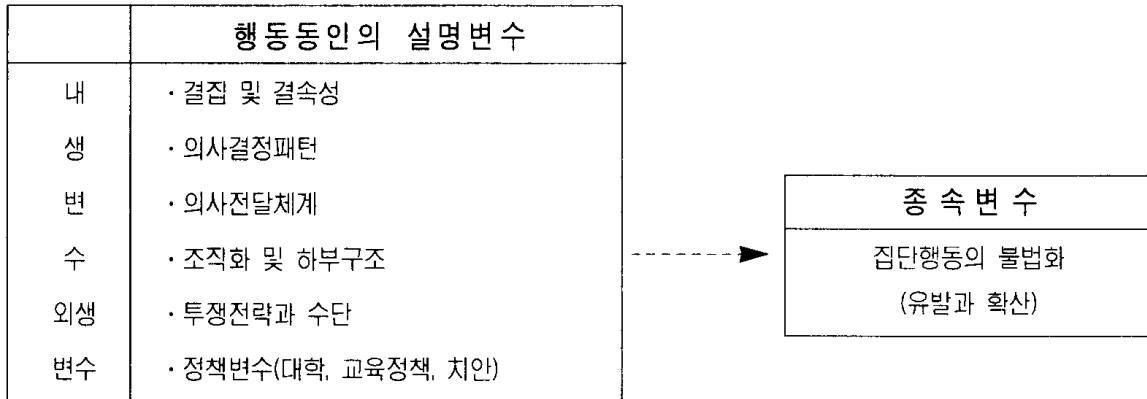 행동동인의 설명변수
내 ·결집 및 결속성
생 ·의사결정패턴
변 ·의사전달체계
수 ·조직화 및 하부구조
외생 ·투쟁전략과 수단
변수 ·정책변수(대학, 교육정책, 치안)
종속변수
집단행동의 불법화
(유발과 확산)